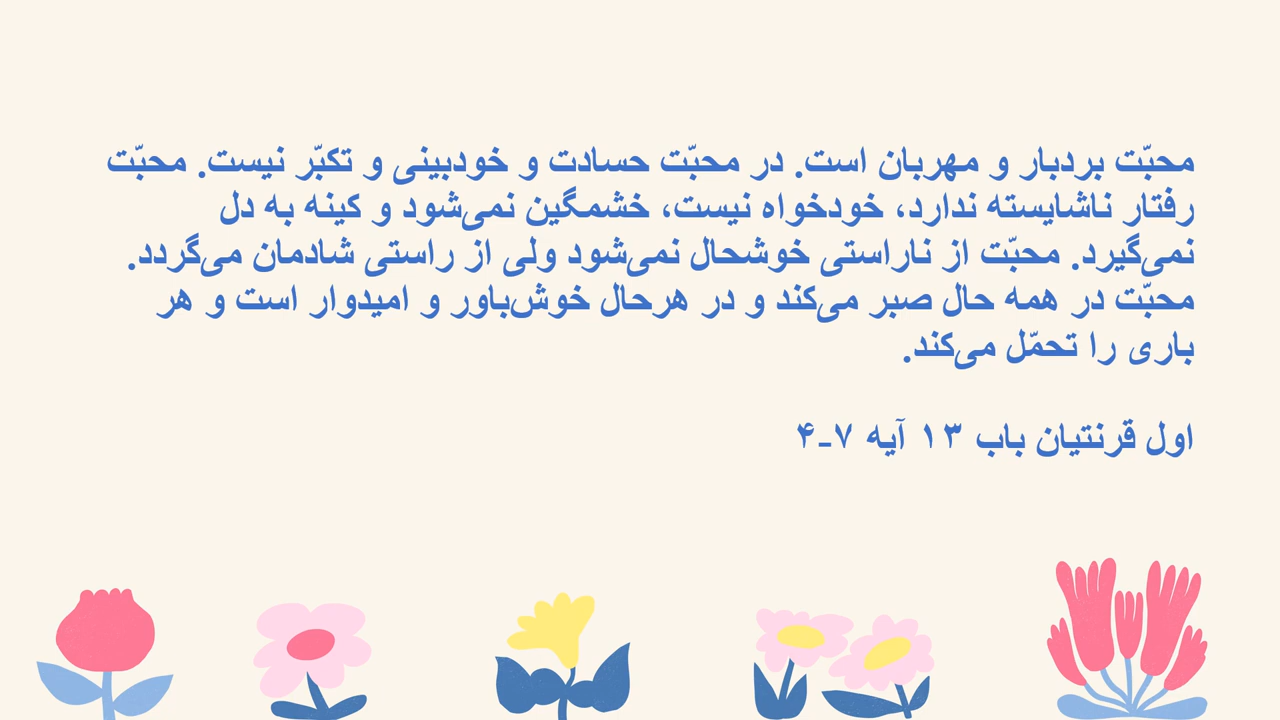 محبّت بردبار و مهربان است. در محبّت حسادت و خودبینی و تکبّر نیست. محبّت
رفتار ناشایسته ندارد، خودخواه نیست، خشمگین نمی‌شود و کینه به دل
نمی‌گیرد. محبّت از ناراستی خوشحال نمی‌شود ولی از راستی شادمان می‌گردد.
محبّت در همه حال صبر می‌کند و در هرحال خوش‌باور و امیدوار است و هر
باری را تحمّل می‌کند.
اول قرنتیان باب ۱۳ آیه ۷-۴